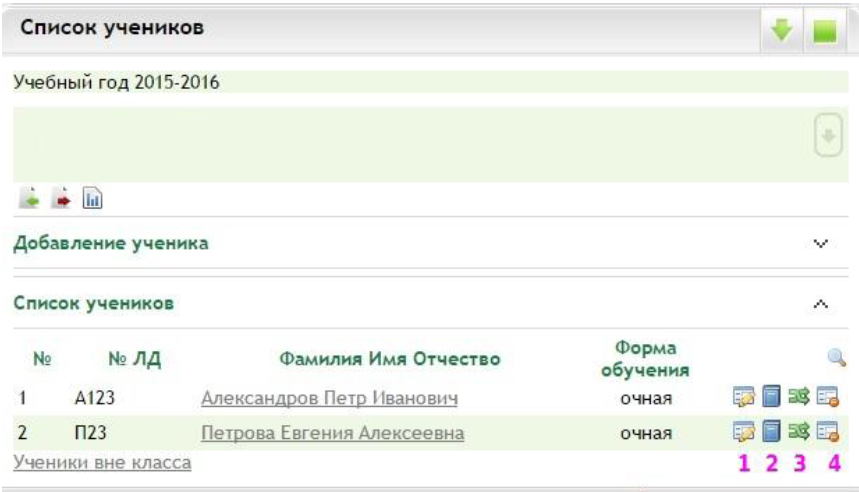 Список учеников
Учебный год 2015-2016
Добавление ученика
Список учеников
№ № ЛД Фамилия Имя Отчество Форма обучения
1 А123 Александров Петр Иванович очная
2 П23 Петрова Евгения Алексеевна очная
Ученики вне класса 1 2 3 4